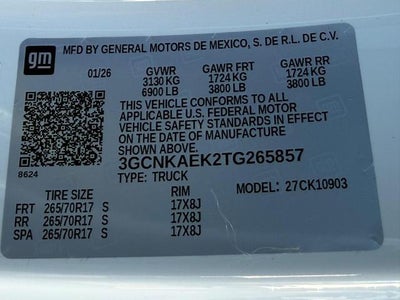 gm
MFD BY GENERAL MOTORS DE MEXICO, S. DE R.L. DE C.V.
01/26 GVWR GAWR FRT GAWR RR
3130 KG 1724 KG 1724 KG
6900 LB 3800 LB 3800 LB
THIS VEHICLE CONFORMS TO ALL
APPLICABLE U.S. FEDERAL MOTOR
VEHICLE SAFETY STANDARDS IN EFFECT
ON THE DATE OF MANUFACTURE
SHOWN ABOVE.
3GCNKAEK2TG265857
8624
TYPE: TRUCK MODEL: 27CK10903
TIRE SIZE RIM
FRT 265/70R17 S 17X8J
RR 265/70R17 S 17X8J
SPA 265/70R17 S 17X8J